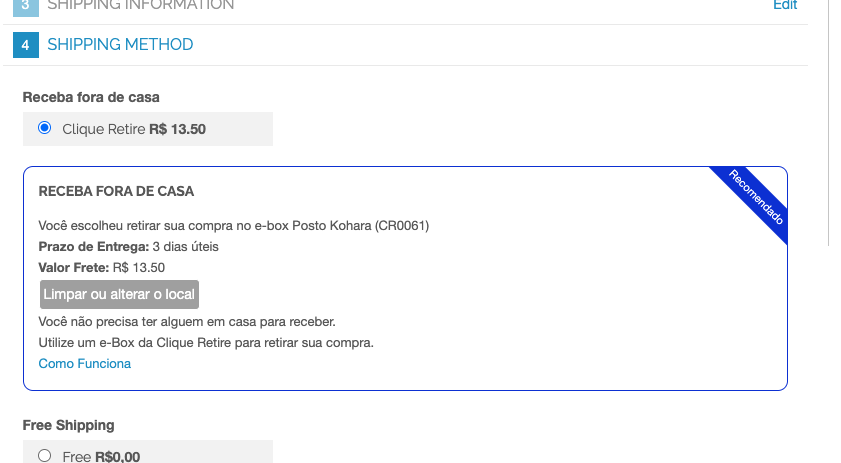 3 SHIPPING INFORMATION Edit
4 SHIPPING METHOD
Receba fora de casa
Clique Retire R$ 13.50
Recomendado
RECEBA FORA DE CASA
Você escolheu retirar sua compra no e-box Posto Kohara (CR0061)
Prazo de Entrega: 3 dias úteis
Valor Frete: R$ 13.50
Limpar ou alterar o local
Você não precisa ter alguem em casa para receber.
Utilize um e-Box da Clique Retire para retirar sua compra.
Como Funciona
Free Shipping
Free R$0,00